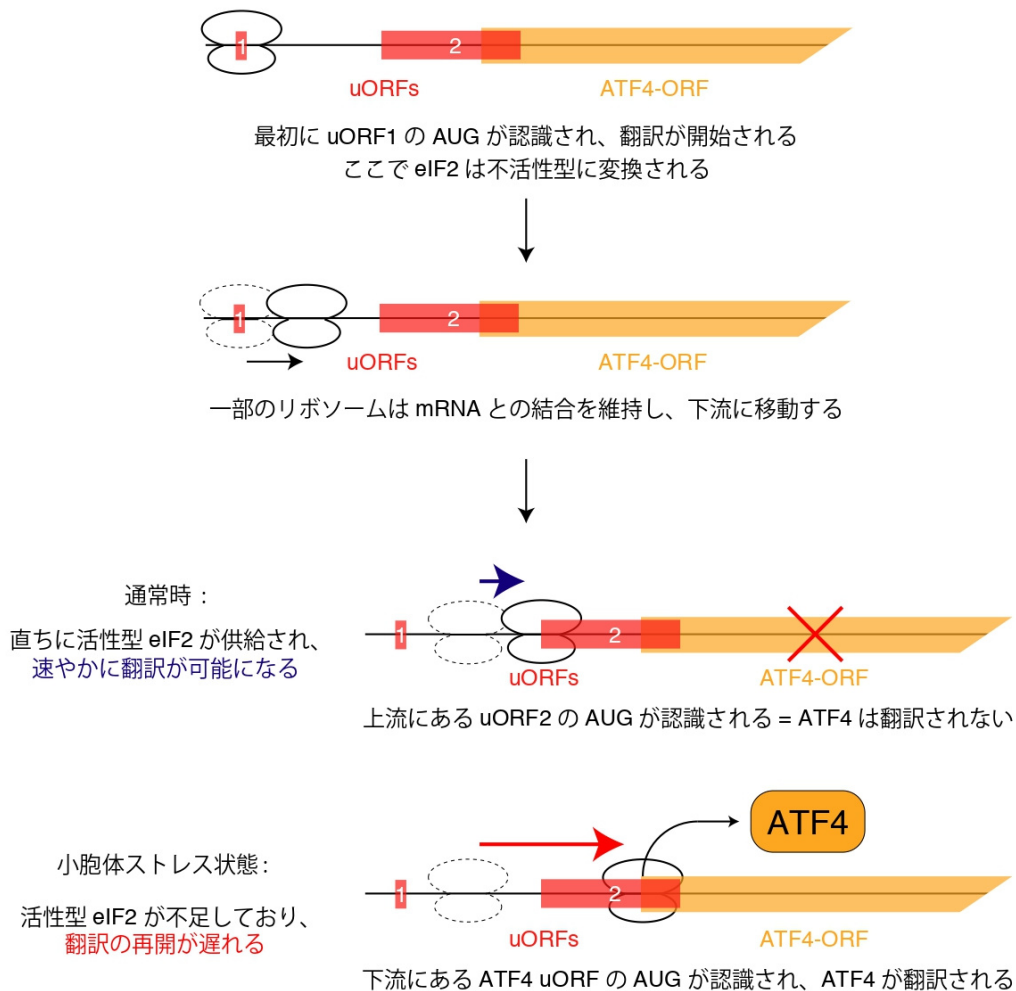 1
2
uORFs
ATF4-ORF
最初に uORF1 の AUG が認識され、翻訳が開始される
ここで eIF2 は不活性型に変換される
1
2
uORFs
ATF4-ORF
一部のリボソームは mRNA との結合を維持し、下流に移動する
通常時 :
直ちに活性型 eIF2 が供給され、
速やかに翻訳が可能になる
1
2
uORFs
ATF4-ORF
上流にある uORF2 の AUG が認識される = ATF4 は翻訳されない
小胞体ストレス状態 :
活性型 eIF2 が不足しており、
翻訳の再開が遅れる
ATF4
1
2
uORFs
ATF4-ORF
下流にある ATF4 uORF の AUG が認識され、ATF4 が翻訳される